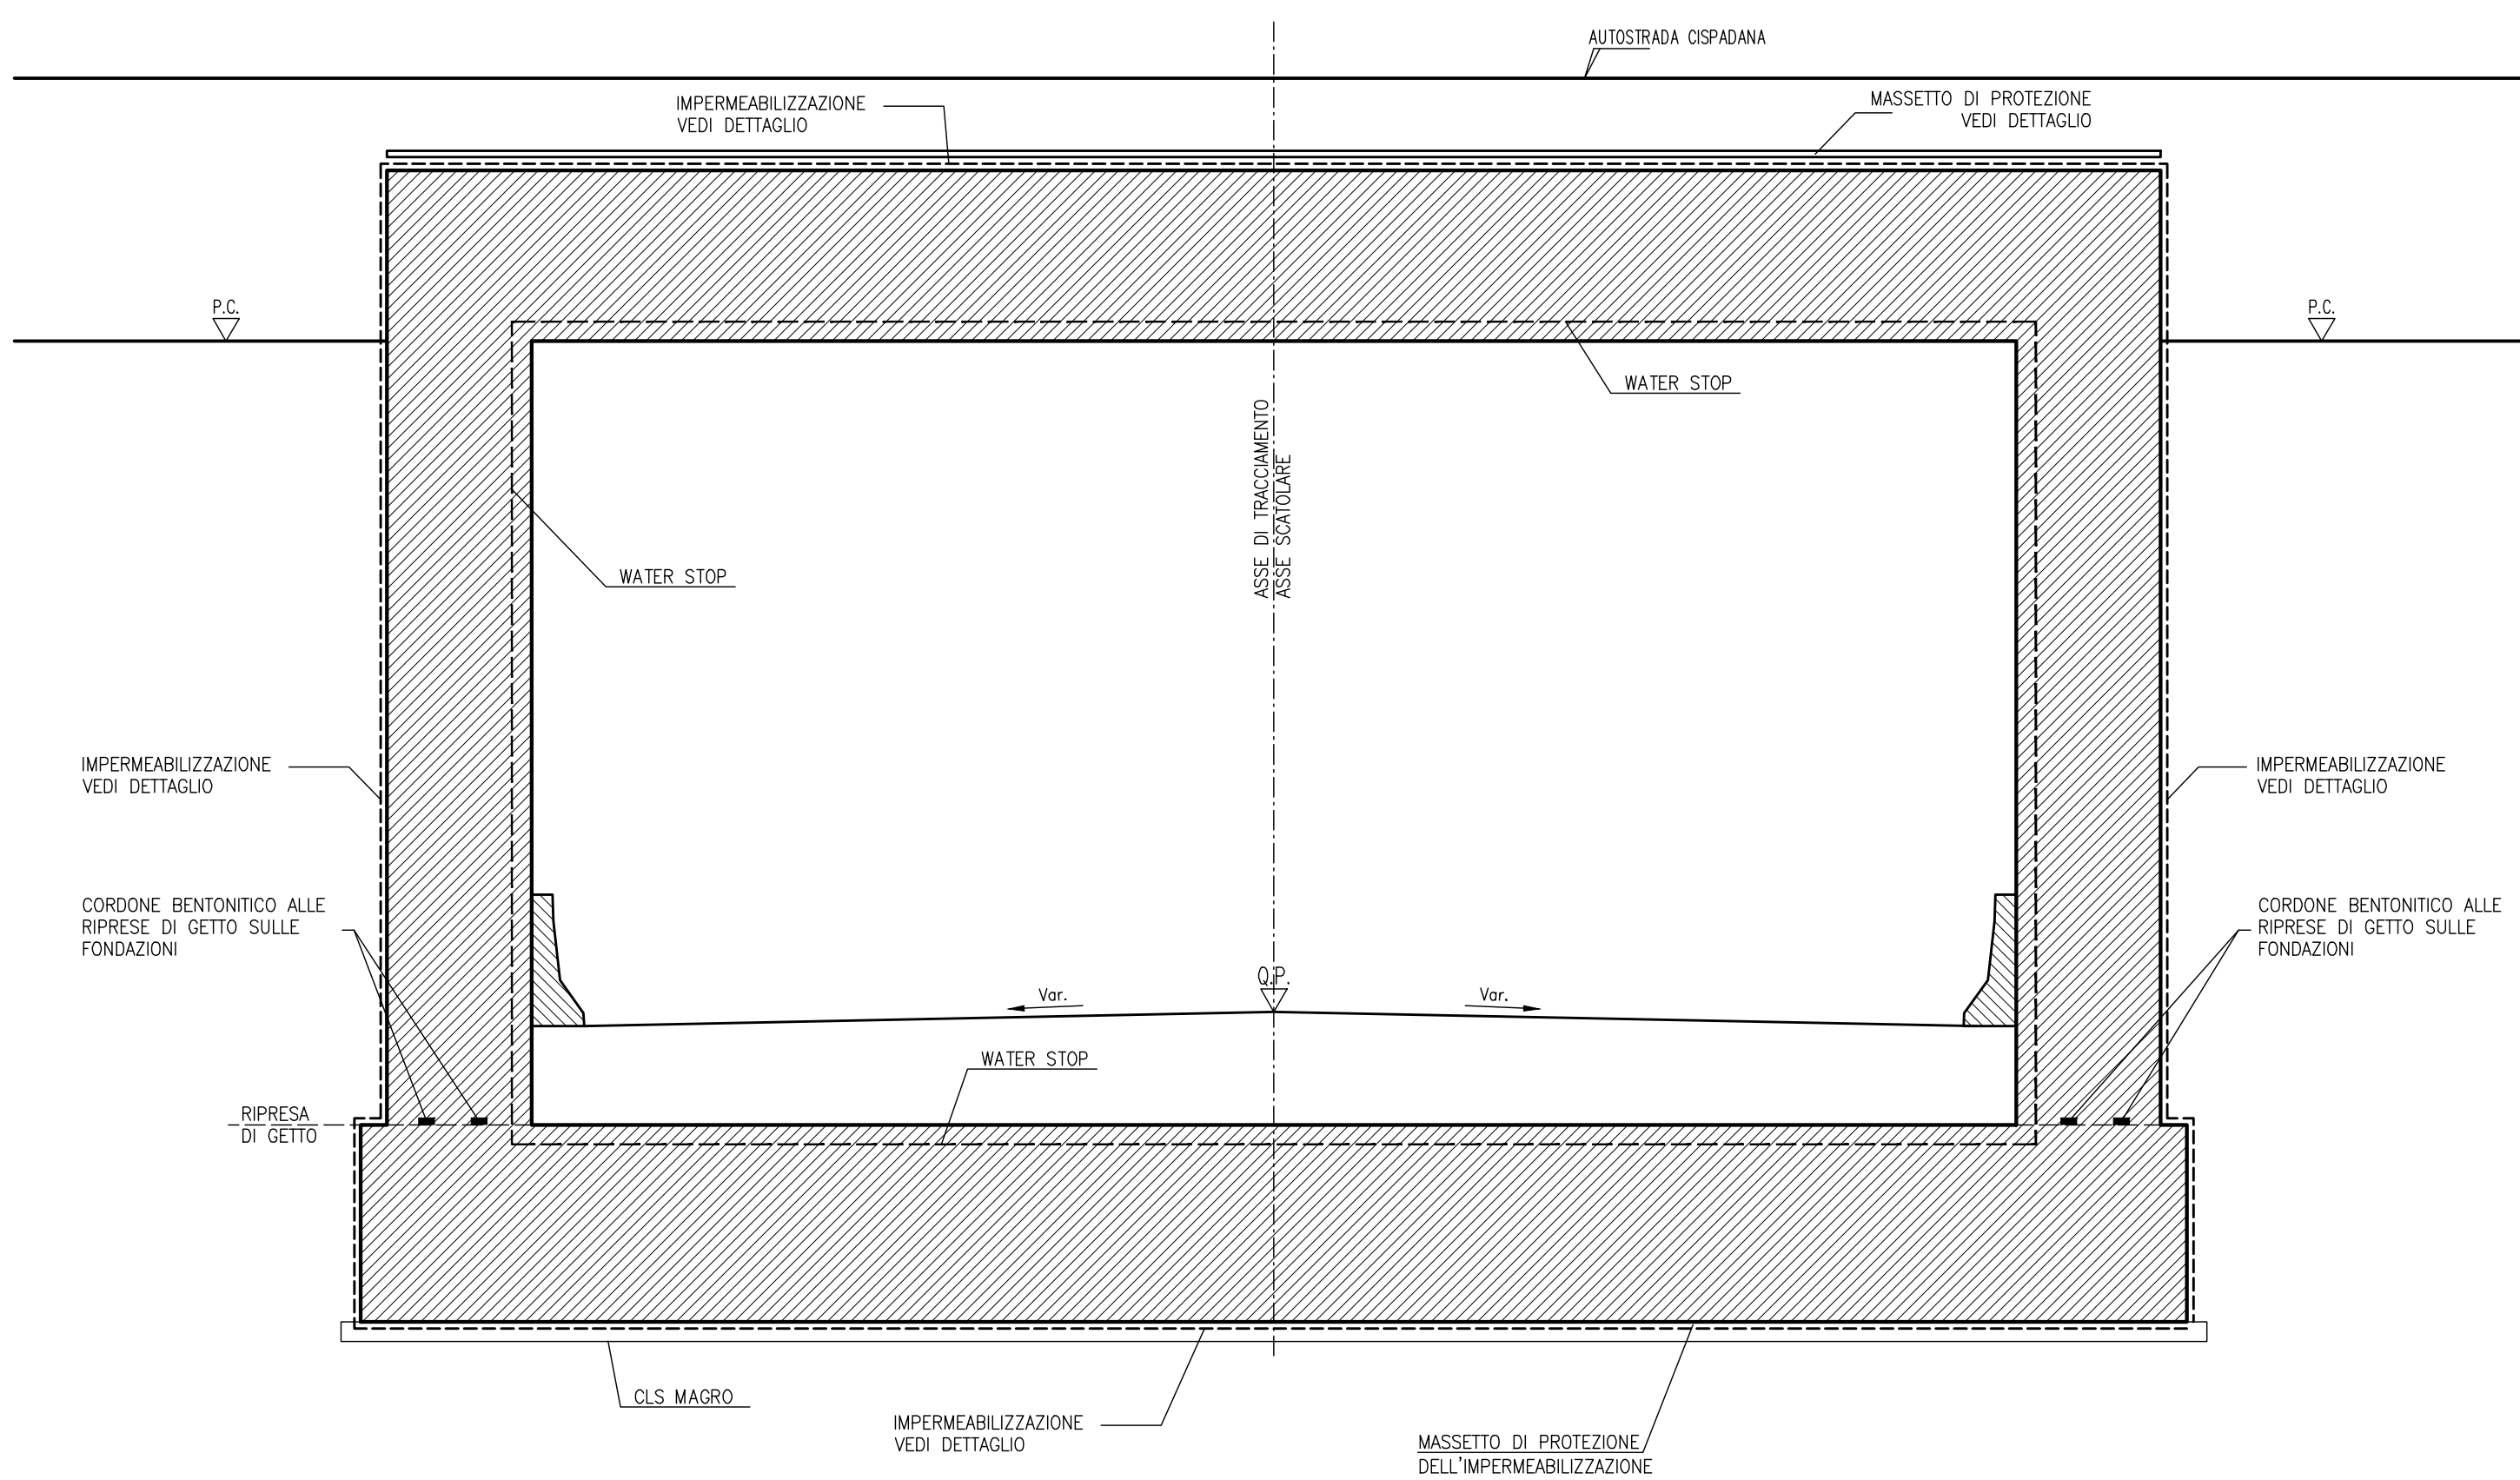 AUTOSTRADA CISPADANA
IMPERMEABILIZZAZIONE
VEDI DETTAGLIO
MASSETTO DI PROTEZIONE
VEDI DETTAGLIO
P.C.
P.C.
WATER STOP
ASSE DI TRACCIAMENTO
ASSE SCATOLARE
WATER STOP
IMPERMEABILIZZAZIONE
VEDI DETTAGLIO
IMPERMEABILIZZAZIONE
VEDI DETTAGLIO
CORDONE BENTONITICO ALLE
RIPRESE DI GETTO SULLE
FONDAZIONI
CORDONE BENTONITICO ALLE
RIPRESE DI GETTO SULLE
FONDAZIONI
Q.P.
Var.
Var.
WATER STOP
RIPRESA
DI GETTO
CLS MAGRO
IMPERMEABILIZZAZIONE
VEDI DETTAGLIO
MASSETTO DI PROTEZIONE
DELL'IMPERMEABILIZZAZIONE